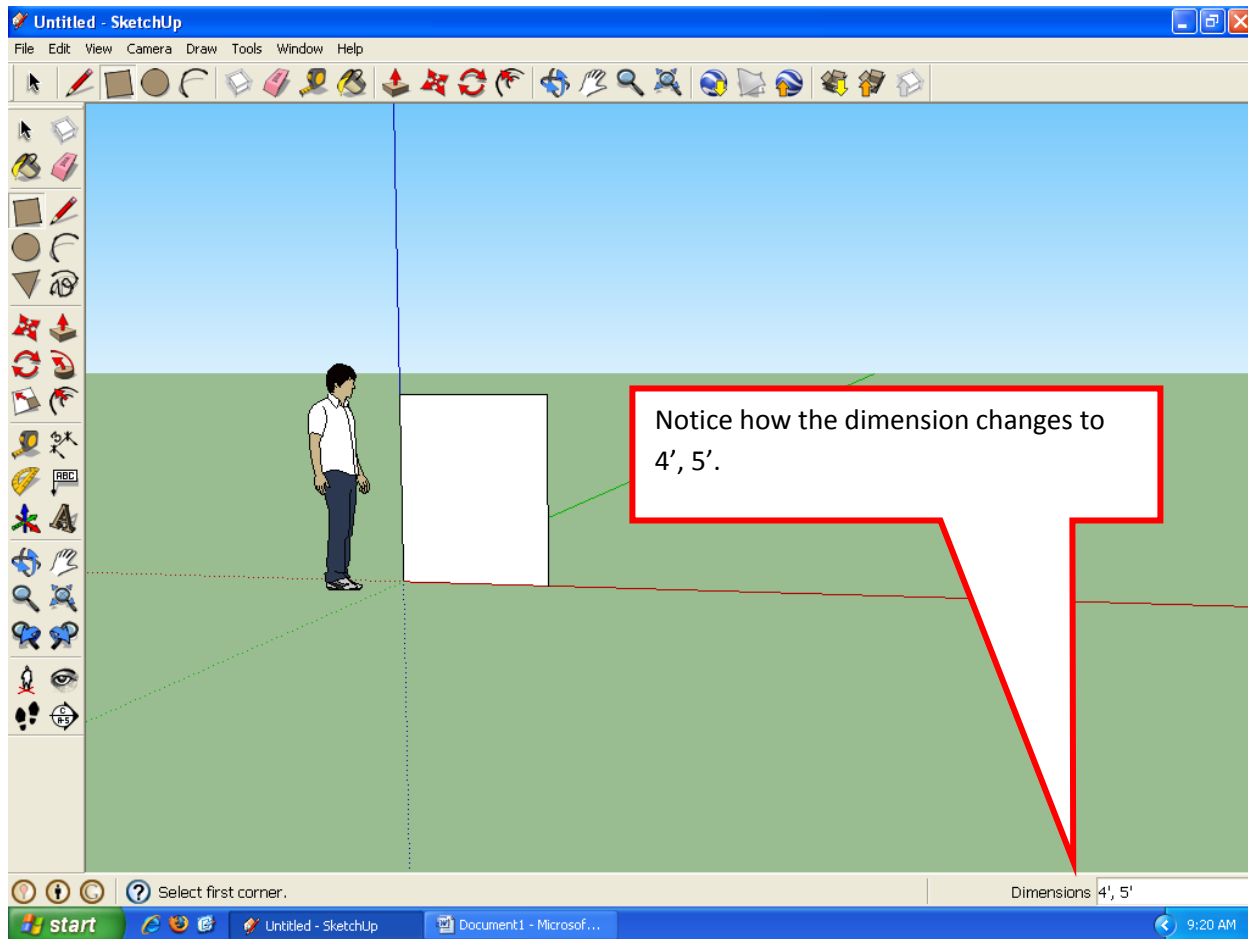 Untitled - SketchUp
File Edit View Camera Draw Tools Window Help
ABC
Notice how the dimension changes to
4’, 5’.
Select first corner.
Dimensions 4', 5'
start
Untitled - SketchUp
Document1 - Microsof...
9:20 AM